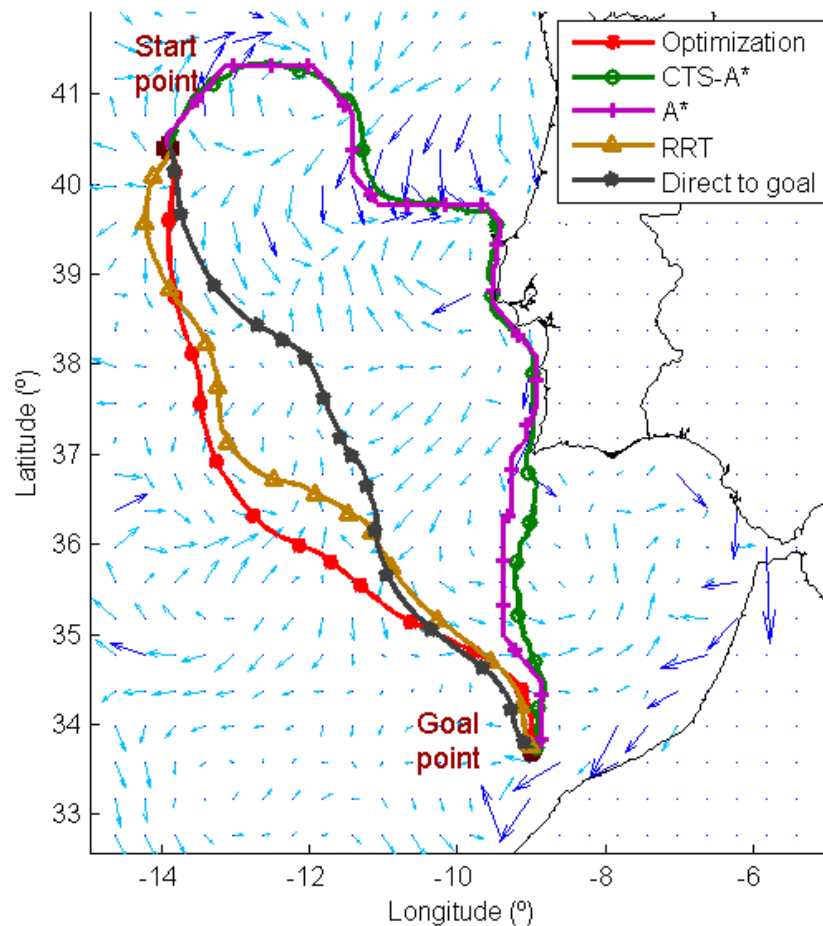 Start
point
Optimization
CTS-A*
A*
RRT
Direct to goal
41
40
39
38
37
36
35
34
33
Latitude (º)
Goal
point
-14
-12
-10
-8
-6
Longitude (º)